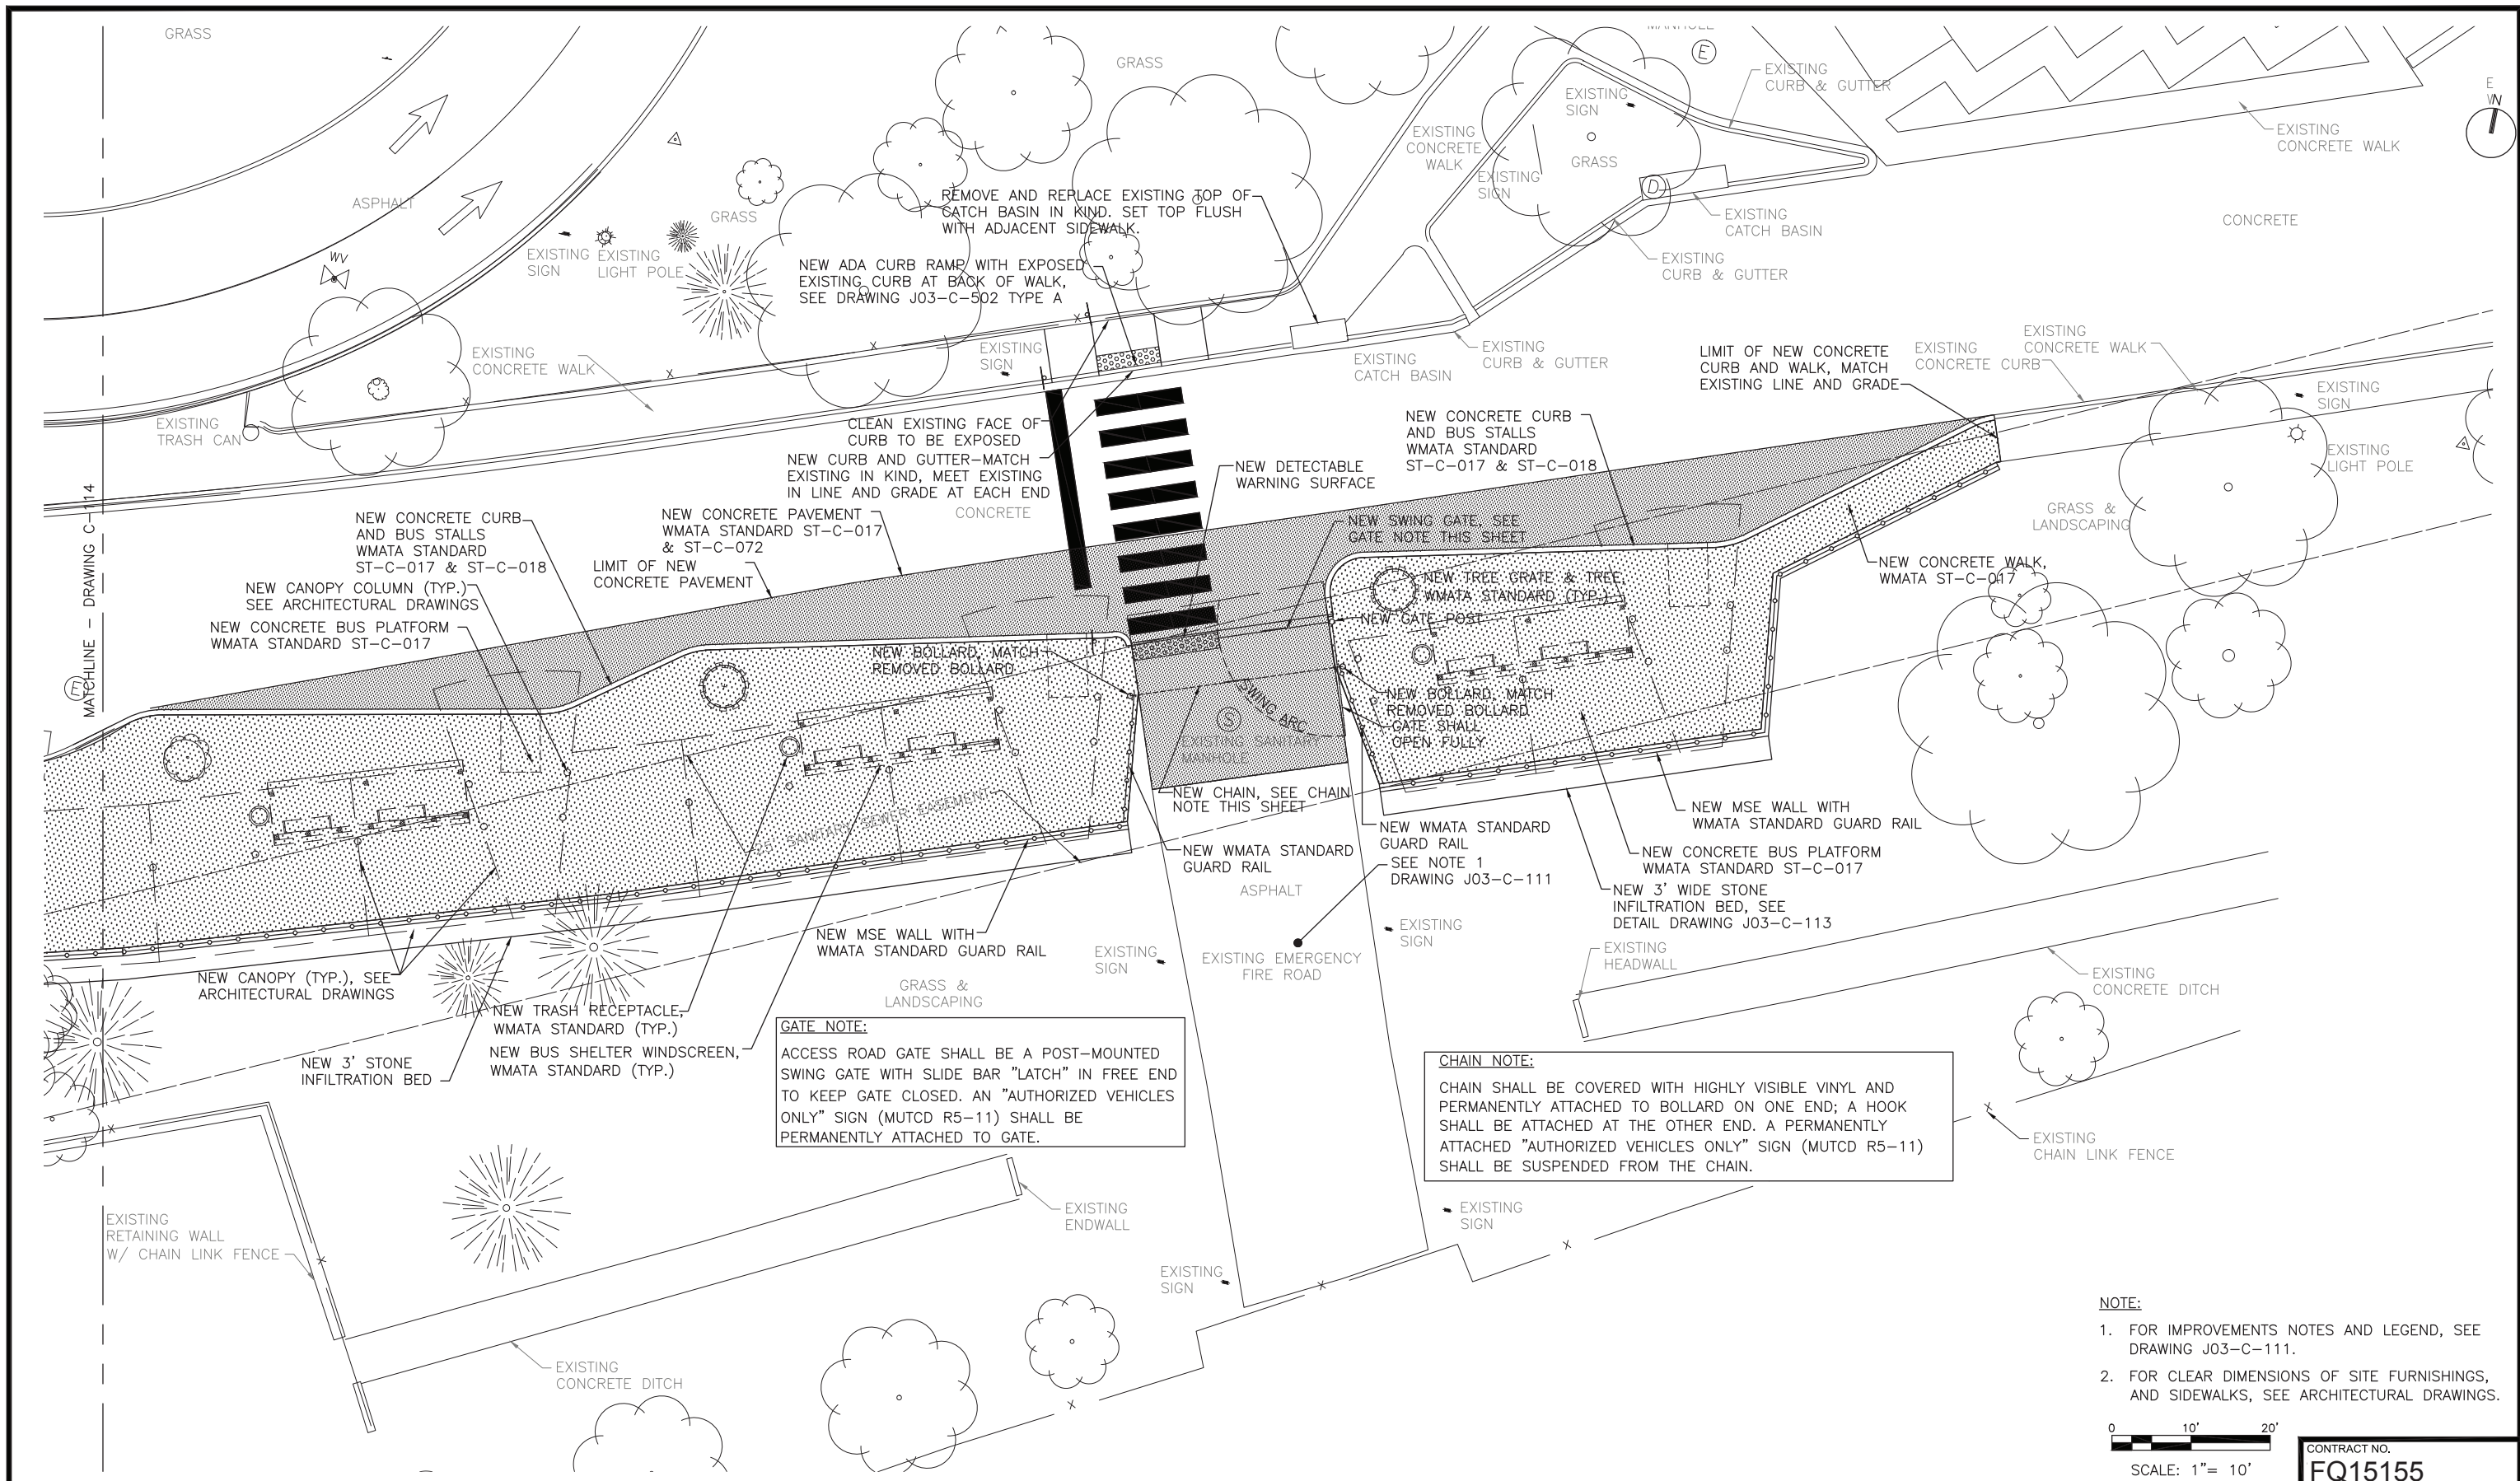 GRASS
GRASS
MANHOLE
E
EXISTING
CURB & GUTTER
EXISTING
SIGN
EXISTING
CONCRETE
WALK
GRASS
EXISTING
SIGN
D
EXISTING
CONCRETE WALK
N
EXISTING
CATCH BASIN
CONCRETE
EXISTING
CURB & GUTTER
ASPHALT
GRASS
WV
EXISTING
SIGN
EXISTING
LIGHT POLE
REMOVE AND REPLACE EXISTING TOP OF
CATCH BASIN IN KIND. SET TOP FLUSH
WITH ADJACENT SIDEWALK.
NEW ADA CURB RAMP WITH EXPOSED
EXISTING CURB AT BACK OF WALK,
SEE DRAWING J03-C-502 TYPE A
EXISTING
CONCRETE WALK
EXISTING
SIGN
EXISTING
CATCH BASIN
EXISTING
CURB & GUTTER
LIMIT OF NEW CONCRETE
CURB AND WALK, MATCH
EXISTING LINE AND GRADE
EXISTING
CONCRETE CURB
EXISTING
CONCRETE WALK
EXISTING
SIGN
EXISTING
LIGHT POLE
EXISTING
TRASH CAN
CLEAN EXISTING FACE OF
CURB TO BE EXPOSED
NEW CURB AND GUTTER-MATCH
EXISTING IN KIND, MEET EXISTING
IN LINE AND GRADE AT EACH END
CONCRETE
NEW DETECTABLE
WARNING SURFACE
NEW CONCRETE CURB
AND BUS STALLS
WMATA STANDARD
ST-C-017 & ST-C-018
MATCHLINE - DRAWING C-114
E
NEW CONCRETE CURB
AND BUS STALLS
WMATA STANDARD
ST-C-017 & ST-C-018
NEW CONCRETE PAVEMENT
WMATA STANDARD ST-C-017
& ST-C-072
LIMIT OF NEW
CONCRETE PAVEMENT
NEW CANOPY COLUMN (TYP.)
SEE ARCHITECTURAL DRAWINGS
NEW CONCRETE BUS PLATFORM
WMATA STANDARD ST-C-017
NEW SWING GATE, SEE
GATE NOTE THIS SHEET
NEW TREE GRATE & TREE,
WMATA STANDARD (TYP.)
NEW GATE POST
GRASS &
LANDSCAPING
NEW CONCRETE WALK,
WMATA ST-C-017
NEW BOLLARD, MATCH
REMOVED BOLLARD
SWING ARC
S
EXISTING SANITARY
MANHOLE
NEW BOLLARD, MATCH
REMOVED BOLLARD
GATE SHALL
OPEN FULLY
25' SANITARY SEWER EASEMENT
NEW CHAIN, SEE CHAIN
NOTE THIS SHEET
NEW WMATA STANDARD
GUARD RAIL
NEW WMATA STANDARD
GUARD RAIL
SEE NOTE 1
DRAWING J03-C-111
ASPHALT
NEW MSE WALL WITH
WMATA STANDARD GUARD RAIL
NEW CONCRETE BUS PLATFORM
WMATA STANDARD ST-C-017
NEW 3' WIDE STONE
INFILTRATION BED, SEE
DETAIL DRAWING J03-C-113
NEW MSE WALL WITH
WMATA STANDARD GUARD RAIL
EXISTING
SIGN
EXISTING EMERGENCY
FIRE ROAD
EXISTING
SIGN
EXISTING
HEADWALL
EXISTING
CONCRETE DITCH
NEW CANOPY (TYP.), SEE
ARCHITECTURAL DRAWINGS
GRASS &
LANDSCAPING
NEW TRASH RECEPTACLE,
WMATA STANDARD (TYP.)
NEW BUS SHELTER WINDSCREEN,
WMATA STANDARD (TYP.)
NEW 3' STONE
INFILTRATION BED
GATE NOTE:
ACCESS ROAD GATE SHALL BE A POST-MOUNTED
SWING GATE WITH SLIDE BAR "LATCH" IN FREE END
TO KEEP GATE CLOSED. AN "AUTHORIZED VEHICLES
ONLY" SIGN (MUTCD R5-11) SHALL BE
PERMANENTLY ATTACHED TO GATE.
CHAIN NOTE:
CHAIN SHALL BE COVERED WITH HIGHLY VISIBLE VINYL AND
PERMANENTLY ATTACHED TO BOLLARD ON ONE END; A HOOK
SHALL BE ATTACHED AT THE OTHER END. A PERMANENTLY
ATTACHED "AUTHORIZED VEHICLES ONLY" SIGN (MUTCD R5-11)
SHALL BE SUSPENDED FROM THE CHAIN.
EXISTING
CHAIN LINK FENCE
EXISTING
RETAINING WALL
W/ CHAIN LINK FENCE
EXISTING
ENDWALL
EXISTING
SIGN
EXISTING
SIGN
EXISTING
CONCRETE DITCH
NOTE:
1. FOR IMPROVEMENTS NOTES AND LEGEND, SEE
DRAWING J03-C-111.
2. FOR CLEAR DIMENSIONS OF SITE FURNISHINGS,
AND SIDEWALKS, SEE ARCHITECTURAL DRAWINGS.
0 10' 20'
SCALE: 1"= 10'
CONTRACT NO.
FQ15155